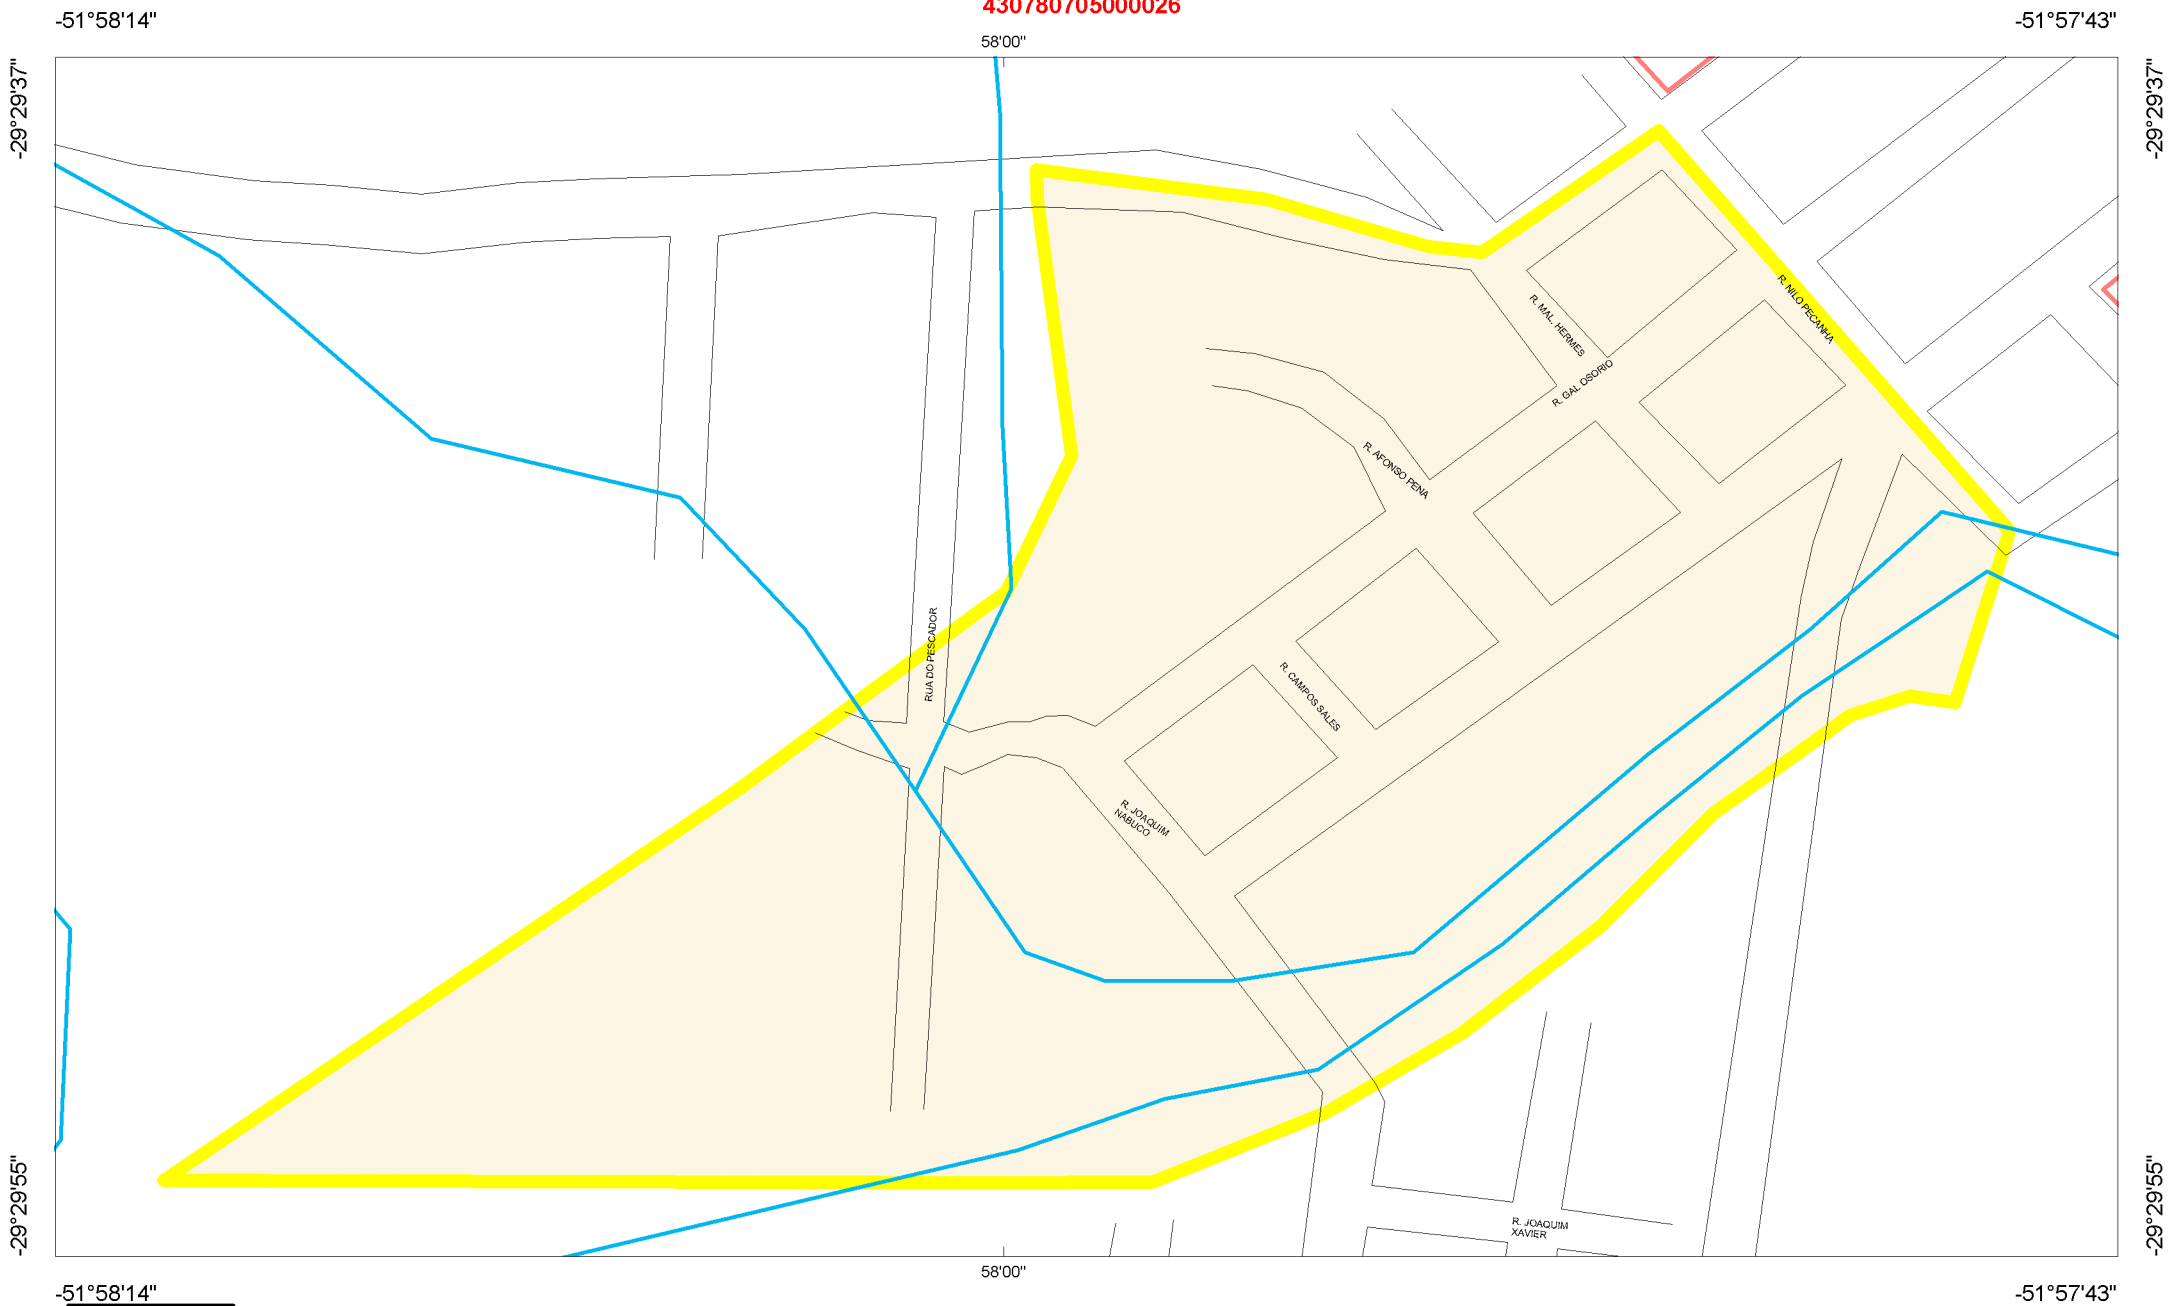 430780705000026
-51°58'14"
-51°57'43"
58'00"
-29°29'37"
-29°29'37"
R. NILO PECANHA
R. MAL. HERMES
R. GAL OSORIO
R. AFONSO PENA
RUA DO PESCADOR
R. CAMPOS SALES
R. JOAQUIM
NABUCO
R. JOAQUIM
XAVIER
-29°29'55"
-29°29'55"
58'00"
-51°58'14"
-51°57'43"